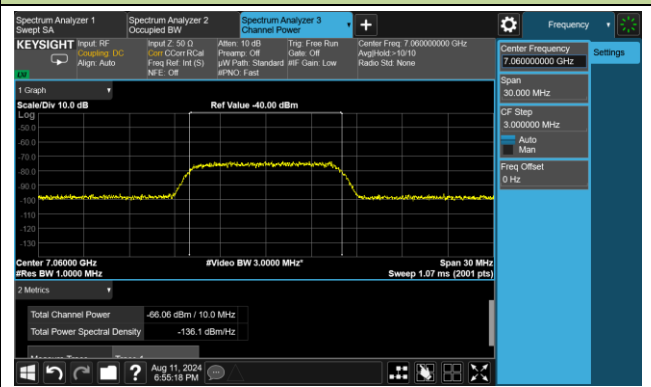 Spectrum Analyzer 1
Swept SA
Spectrum Analyzer 2
Occupied BW
Spectrum Analyzer 3
Channel Power
Frequency
KEYSIGHT
Input: RF
Coupling: DC
Align: Auto
Input Z: 50 Ω
Corr CCorr RCal
Freq Ref: Int (S)
NFE: Off
Atten: 10 dB
Preamp: Off
µW Path: Standard
#PNO: Fast
Trig: Free Run
Gate: Off
#IF Gain: Low
Center Freq: 7.060000000 GHz
Avg|Hold:>10/10
Radio Std: None
Center Frequency
7.060000000 GHz
Settings
Span
30.000 MHz
CF Step
3.000000 MHz
Auto
Man
Freq Offset
0 Hz
1 Graph
Scale/Div 10.0 dB
Ref Value -40.00 dBm
Log
-50.0
-60.0
-70.0
-80.0
-90.0
-100
-110
-120
-130
Center 7.06000 GHz
#Video BW 3.0000 MHz*
Span 30 MHz
#Res BW 1.0000 MHz
Sweep 1.07 ms (2001 pts)
2 Metrics
Total Channel Power -66.06 dBm / 10.0 MHz
Total Power Spectral Density -136.1 dBm/Hz
Aug 11, 2024
6:55:18 PM